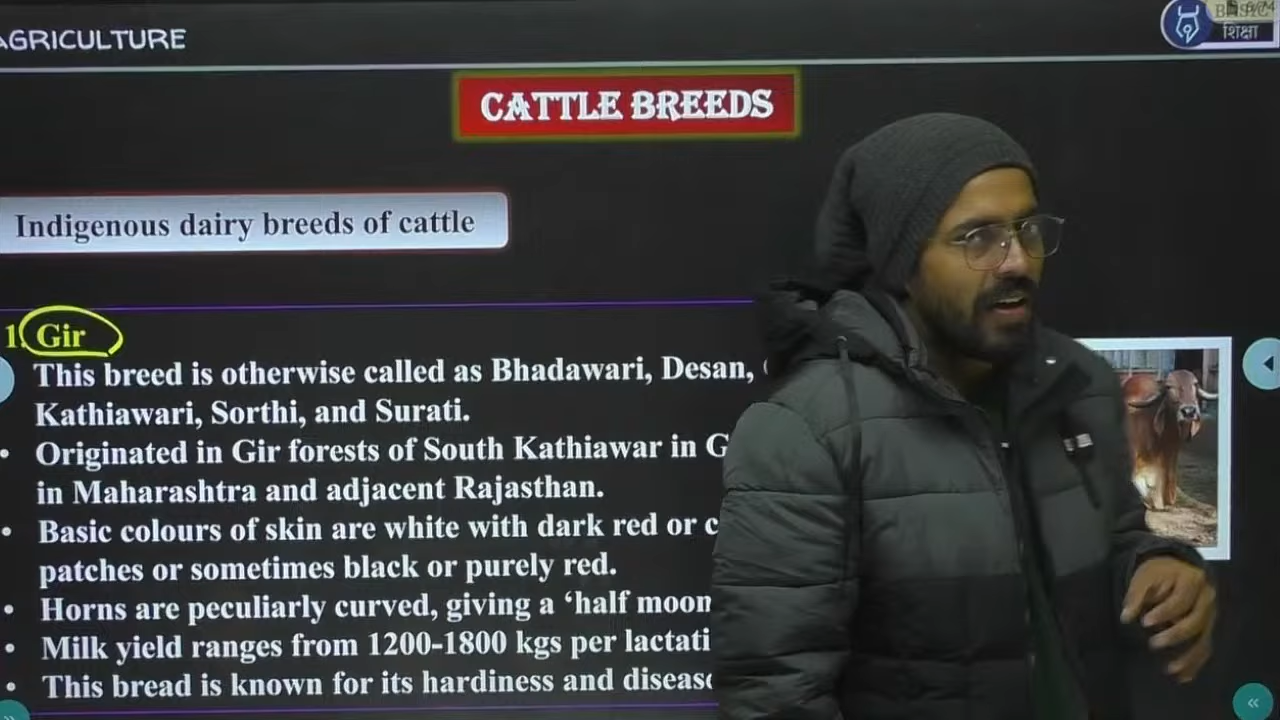 AGRICULTURE
शिक्षा
CATTLE BREEDS
Indigenous dairy breeds of cattle
1. Gir
This breed is otherwise called as Bhadawari, Desan,
Kathiawari, Sorthi, and Surati.
• Originated in Gir forests of South Kathiawar in G
in Maharashtra and adjacent Rajasthan.
• Basic colours of skin are white with dark red or c
patches or sometimes black or purely red.
• Horns are peculiarly curved, giving a ‘half moon
• Milk yield ranges from 1200-1800 kgs per lactati
• This bread is known for its hardiness and diseas